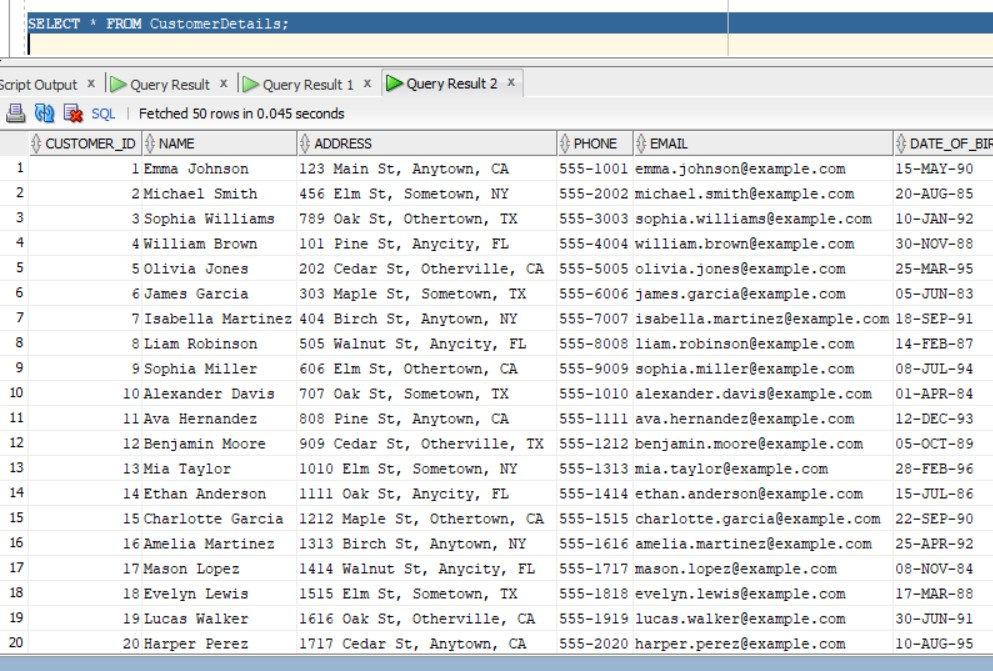 SELECT * FROM CustomerDetails;
Script Output x Query Result x Query Result 1 x Query Result 2 x
SQL | Fetched 50 rows in 0.045 seconds
CUSTOMER_ID NAME ADDRESS PHONE EMAIL DATE_OF_BIR
1 1 Emma Johnson 123 Main St, Anytown, CA 555-1001 emma.johnson@example.com 15-MAY-90
2 2 Michael Smith 456 Elm St, Sometown, NY 555-2002 michael.smith@example.com 20-AUG-85
3 3 Sophia Williams 789 Oak St, Othertown, TX 555-3003 sophia.williams@example.com 10-JAN-92
4 4 William Brown 101 Pine St, Anycity, FL 555-4004 william.brown@example.com 30-NOV-88
5 5 Olivia Jones 202 Cedar St, Otherville, CA 555-5005 olivia.jones@example.com 25-MAR-95
6 6 James Garcia 303 Maple St, Sometown, TX 555-6006 james.garcia@example.com 05-JUN-83
7 7 Isabella Martinez 404 Birch St, Anytown, NY 555-7007 isabella.martinez@example.com 18-SEP-91
8 8 Liam Robinson 505 Walnut St, Anycity, FL 555-8008 liam.robinson@example.com 14-FEB-87
9 9 Sophia Miller 606 Elm St, Othertown, CA 555-9009 sophia.miller@example.com 08-JUL-94
10 10 Alexander Davis 707 Oak St, Sometown, TX 555-1010 alexander.davis@example.com 01-APR-84
11 11 Ava Hernandez 808 Pine St, Anytown, CA 555-1111 ava.hernandez@example.com 12-DEC-93
12 12 Benjamin Moore 909 Cedar St, Otherville, TX 555-1212 benjamin.moore@example.com 05-OCT-89
13 13 Mia Taylor 1010 Elm St, Sometown, NY 555-1313 mia.taylor@example.com 28-FEB-96
14 14 Ethan Anderson 1111 Oak St, Anycity, FL 555-1414 ethan.anderson@example.com 15-JUL-86
15 15 Charlotte Garcia 1212 Maple St, Othertown, CA 555-1515 charlotte.garcia@example.com 22-SEP-90
16 16 Amelia Martinez 1313 Birch St, Anytown, NY 555-1616 amelia.martinez@example.com 25-APR-92
17 17 Mason Lopez 1414 Walnut St, Anycity, FL 555-1717 mason.lopez@example.com 08-NOV-84
18 18 Evelyn Lewis 1515 Elm St, Sometown, TX 555-1818 evelyn.lewis@example.com 17-MAR-88
19 19 Lucas Walker 1616 Oak St, Otherville, CA 555-1919 lucas.walker@example.com 30-JUN-91
20 20 Harper Perez 1717 Cedar St, Anytown, CA 555-2020 harper.perez@example.com 10-AUG-95